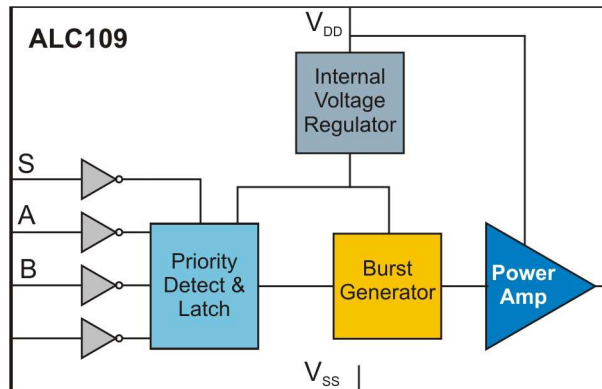 ALC109
VDD
Internal
Voltage
Regulator
S
A
B
Priority
Detect &
Latch
Burst
Generator
Power
Amp
VSS